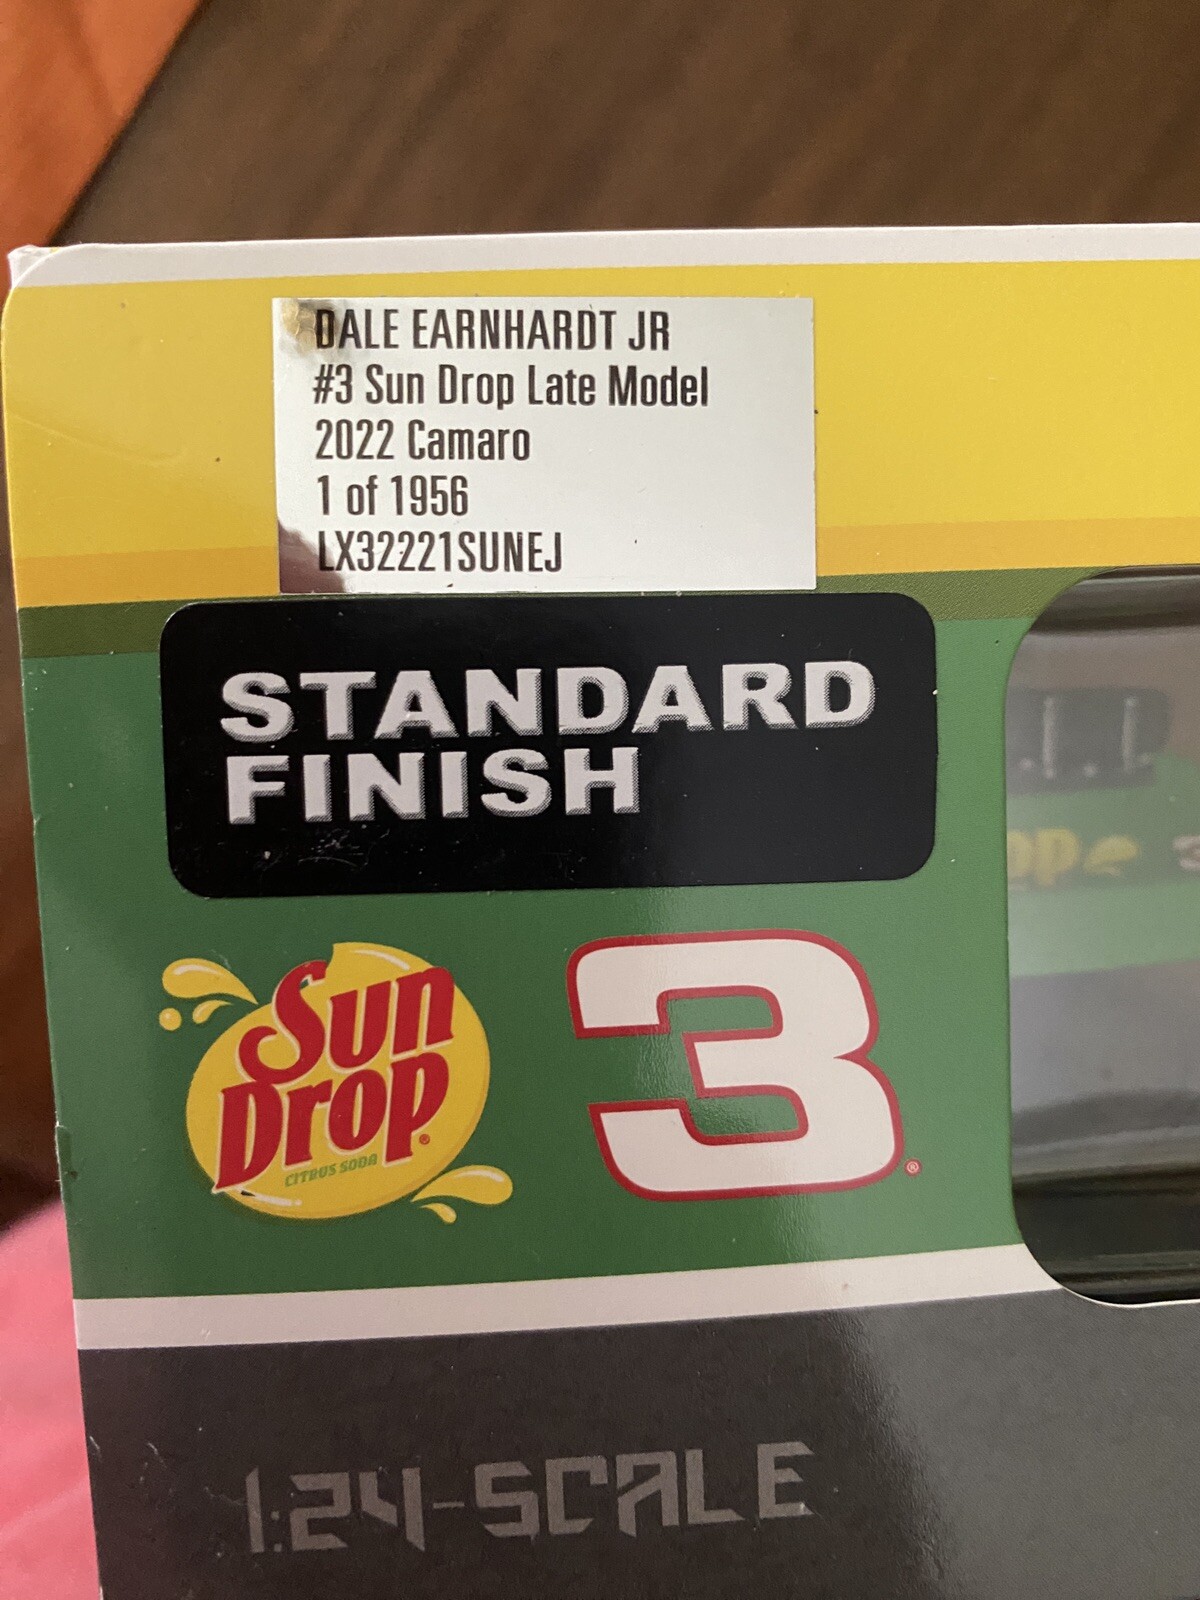 DALE EARNHARDT JR
#3 Sun Drop Late Model
2022 Camaro
1 of 1956
LX32221SUNEJ
STANDARD
FINISH
Sun
Drop®
CITRUS SODA
3®
1:24-SCALE